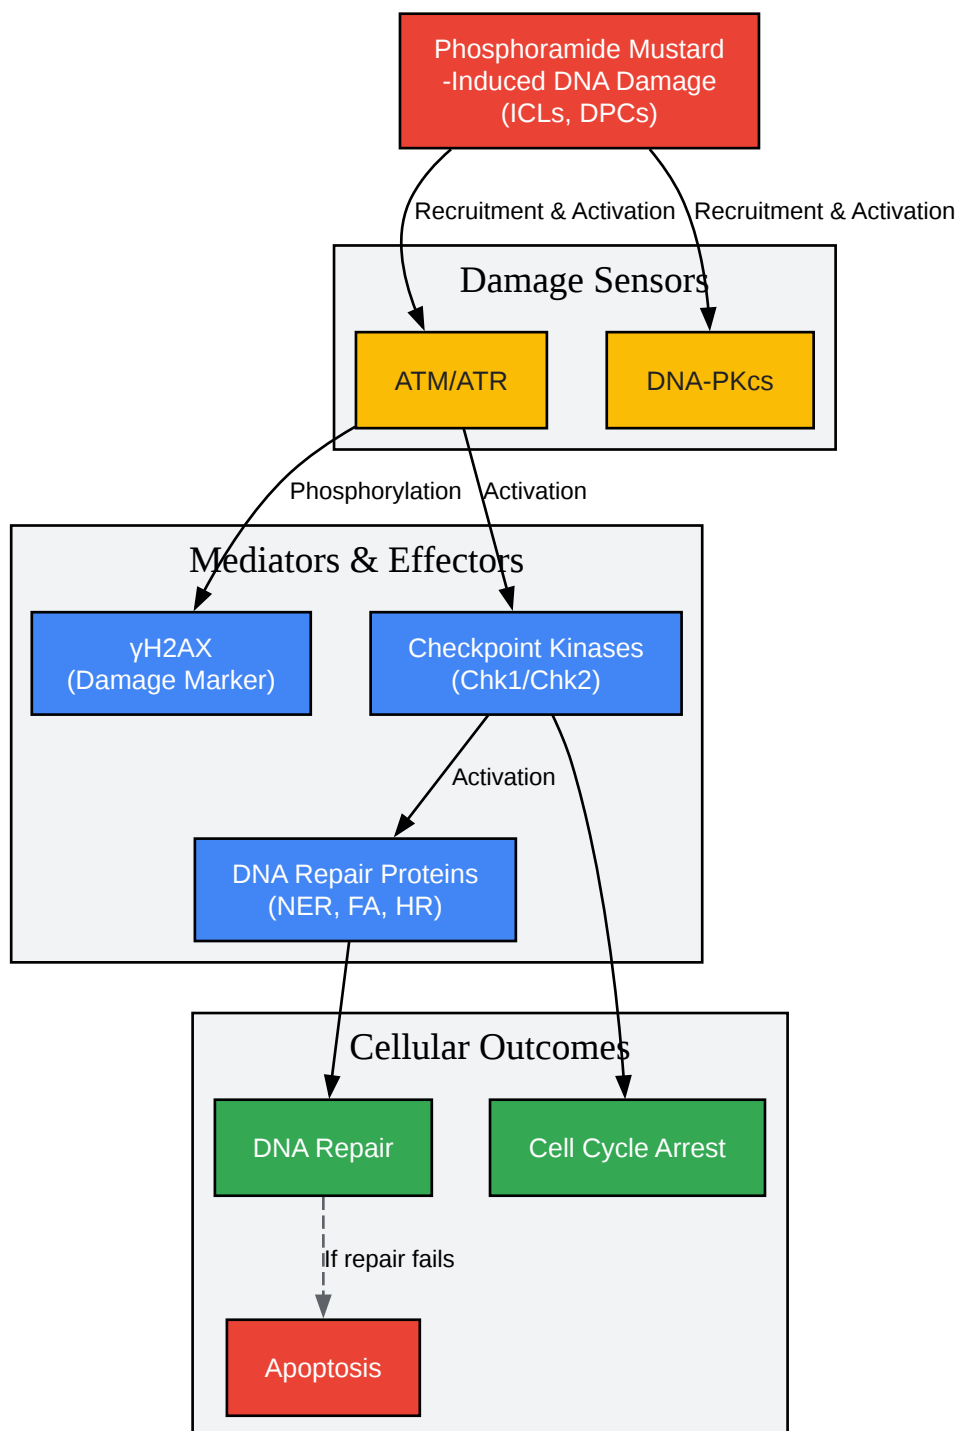 Phosphoramide Mustard
-Induced DNA Damage
(ICLs, DPCs)
Recruitment & Activation
Recruitment & Activation
Damage Sensors
ATM/ATR
DNA-PKcs
Phosphorylation
Activation
Mediators & Effectors
γH2AX
(Damage Marker)
Checkpoint Kinases
(Chk1/Chk2)
Activation
DNA Repair Proteins
(NER, FA, HR)
Cellular Outcomes
DNA Repair
Cell Cycle Arrest
If repair fails
Apoptosis